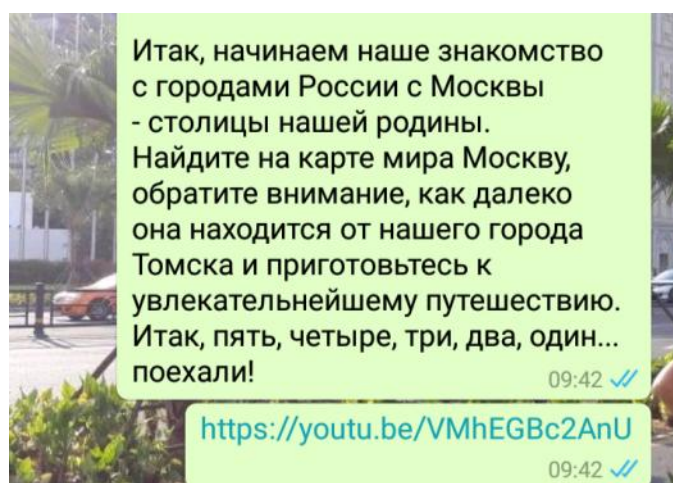 Итак, начинаем наше знакомство
с городами России с Москвы
- столицы нашей родины.
Найдите на карте мира Москву,
обратите внимание, как далеко
она находится от нашего города
Томска и приготовьтесь к
увлекательнейшему путешествию.
Итак, пять, четыре, три, два, один...
поехали!
09:42
https://youtu.be/VMhEGBc2AnU
09:42